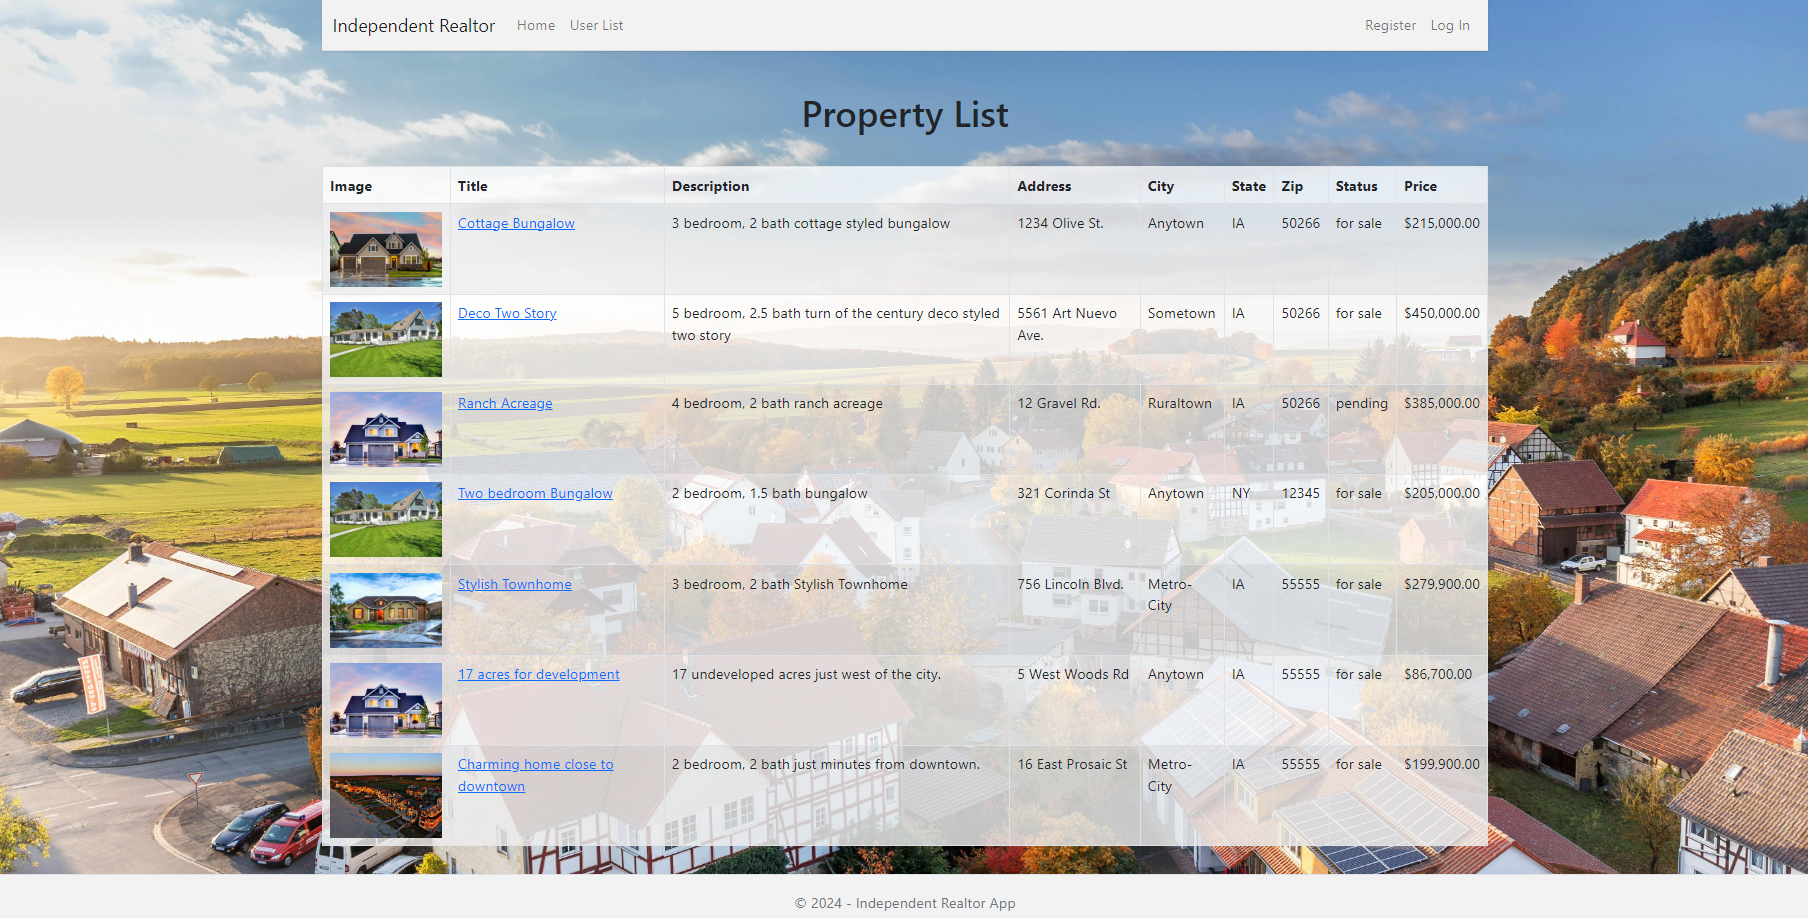 Independent Realtor Home User List Register Log In
Property List
Image Title Description Address City State Zip Status Price
Cottage Bungalow 3 bedroom, 2 bath cottage styled bungalow 1234 Olive St. Anytown IA 50266 for sale $215,000.00
Deco Two Story 5 bedroom, 2.5 bath turn of the century deco styled 5561 Art Nuevo Sometown IA 50266 for sale $450,000.00
two story Ave.
Ranch Acreage 4 bedroom, 2 bath ranch acreage 12 Gravel Rd. Ruraltown IA 50266 pending $385,000.00
Two bedroom Bungalow 2 bedroom, 1.5 bath bungalow 321 Corinda St Anytown NY 12345 for sale $205,000.00
Stylish Townhome 3 bedroom, 2 bath Stylish Townhome 756 Lincoln Blvd. Metro- IA 55555 for sale $279,900.00
City
17 acres for development 17 undeveloped acres just west of the city. 5 West Woods Rd Anytown IA 55555 for sale $86,700.00
Charming home close to 2 bedroom, 2 bath just minutes from downtown. 16 East Prosaic St Metro- IA 55555 for sale $199,900.00
downtown City
© 2024 - Independent Realtor App